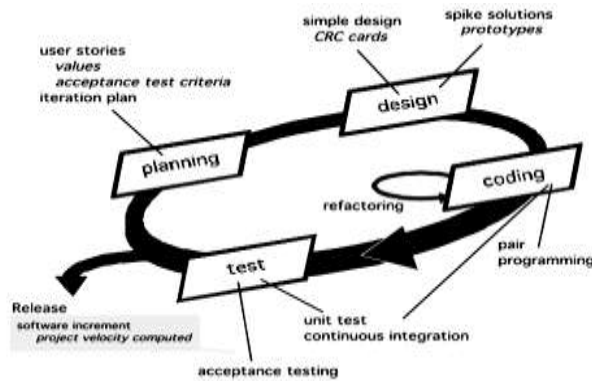 simple design
CRC cards
spike solutions
prototypes
user stories
values
acceptance test criteria
iteration plan
design
planning
coding
refactoring
pair
programming
test
Release
software increment
project velocity computed
unit test
continuous integration
acceptance testing